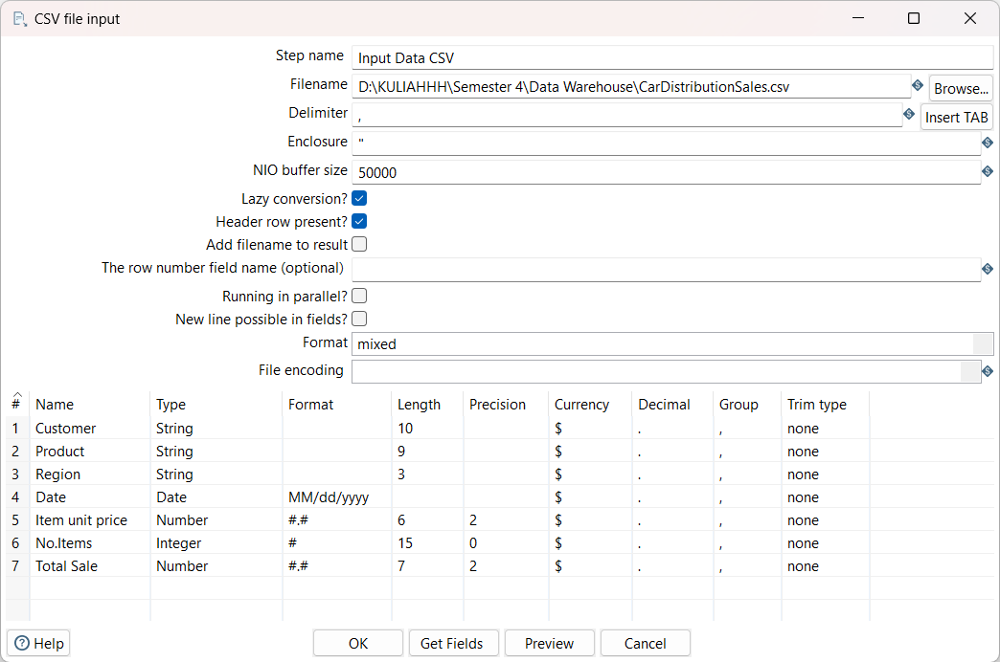 CSV file input
Step name Input Data CSV
Filename D:\KULIAHHH\Semester 4\Data Warehouse\CarDistributionSales.csv Browse...
Delimiter , Insert TAB
Enclosure "
NIO buffer size 50000
Lazy conversion?
Header row present?
Add filename to result
The row number field name (optional)
Running in parallel?
New line possible in fields?
Format mixed
File encoding
# Name Type Format Length Precision Currency Decimal Group Trim type
1 Customer String 10 $ . , none
2 Product String 9 $ . , none
3 Region String 3 $ . , none
4 Date Date MM/dd/yyyy $ . , none
5 Item unit price Number #.# 6 2 $ . , none
6 No.Items Integer # 15 0 $ . , none
7 Total Sale Number #.# 7 2 $ . , none
? Help OK Get Fields Preview Cancel